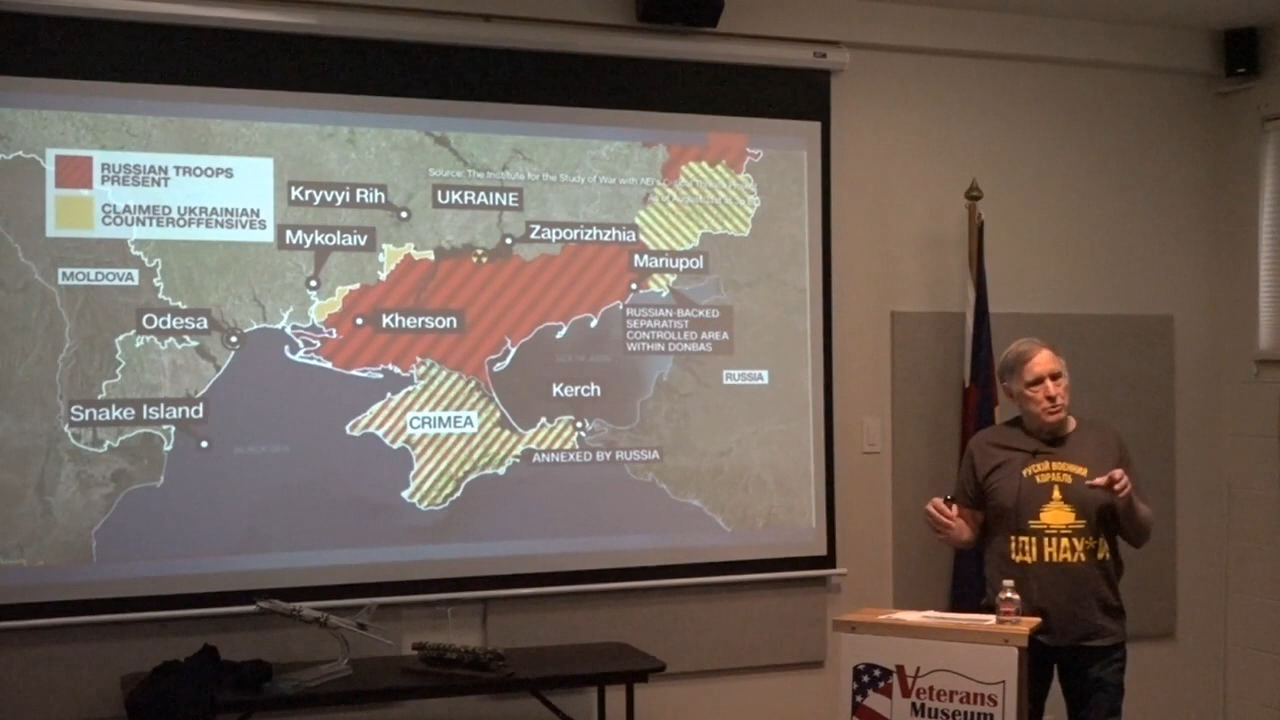 RUSSIAN TROOPS
PRESENT
CLAIMED UKRAINIAN
COUNTEROFFENSIVES
Source: The Institute for the Study of War with AEI's
Kryvyi Rih
UKRAINE
Mykolaiv
Zaporizhzhia
MOLDOVA
Mariupol
Odesa
Kherson
RUSSIAN-BACKED
SEPARATIST
CONTROLLED AREA
WITHIN DONBAS
RUSSIA
Kerch
Snake Island
CRIMEA
ANNEXED BY RUSSIA
РУСКІЙ ВОЄННИЙ
КОРАБЛЬ
ІДІ НАХ*Й
Veterans
Museum